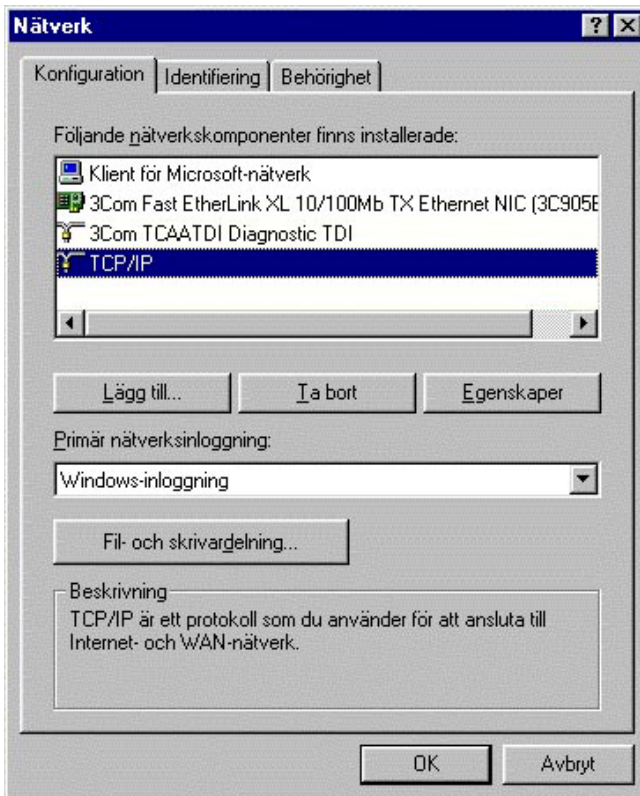 Nätverk
Konfiguration
Identifiering
Behörighet
Följande nätverkskomponenter finns installerade:
Klient för Microsoft-nätverk
3Com Fast EtherLink XL 10/100Mb TX Ethernet NIC (3C905B
3Com TCAATDI Diagnostic TDI
TCP/IP
Lägg till...
Ta bort
Egenskaper
Primär nätverksinloggning:
Windows-inloggning
Fil- och skrivardelning...
Beskrivning
TCP/IP är ett protokoll som du använder för att ansluta till
Internet- och WAN-nätverk.
OK
Avbryt